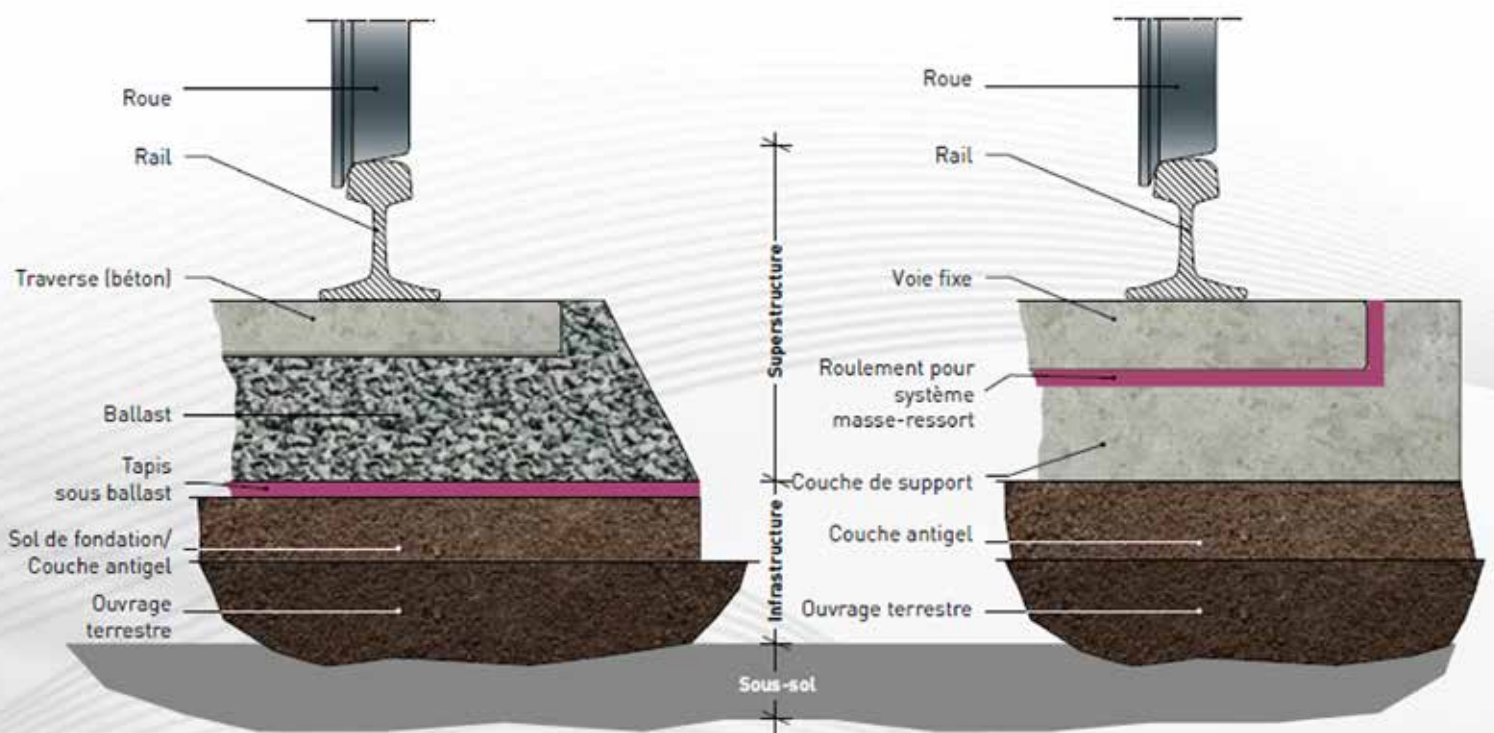 Roue
Rail
Traverse (béton)
Ballast
Tapis
sous ballast
Sol de fondation/
Couche antigel
Ouvrage
terrestre
Superstructure
Infrastructure
Sous-sol
Roue
Rail
Voie fixe
Roulement pour
système
masse-ressort
Couche de support
Couche antigel
Ouvrage terrestre